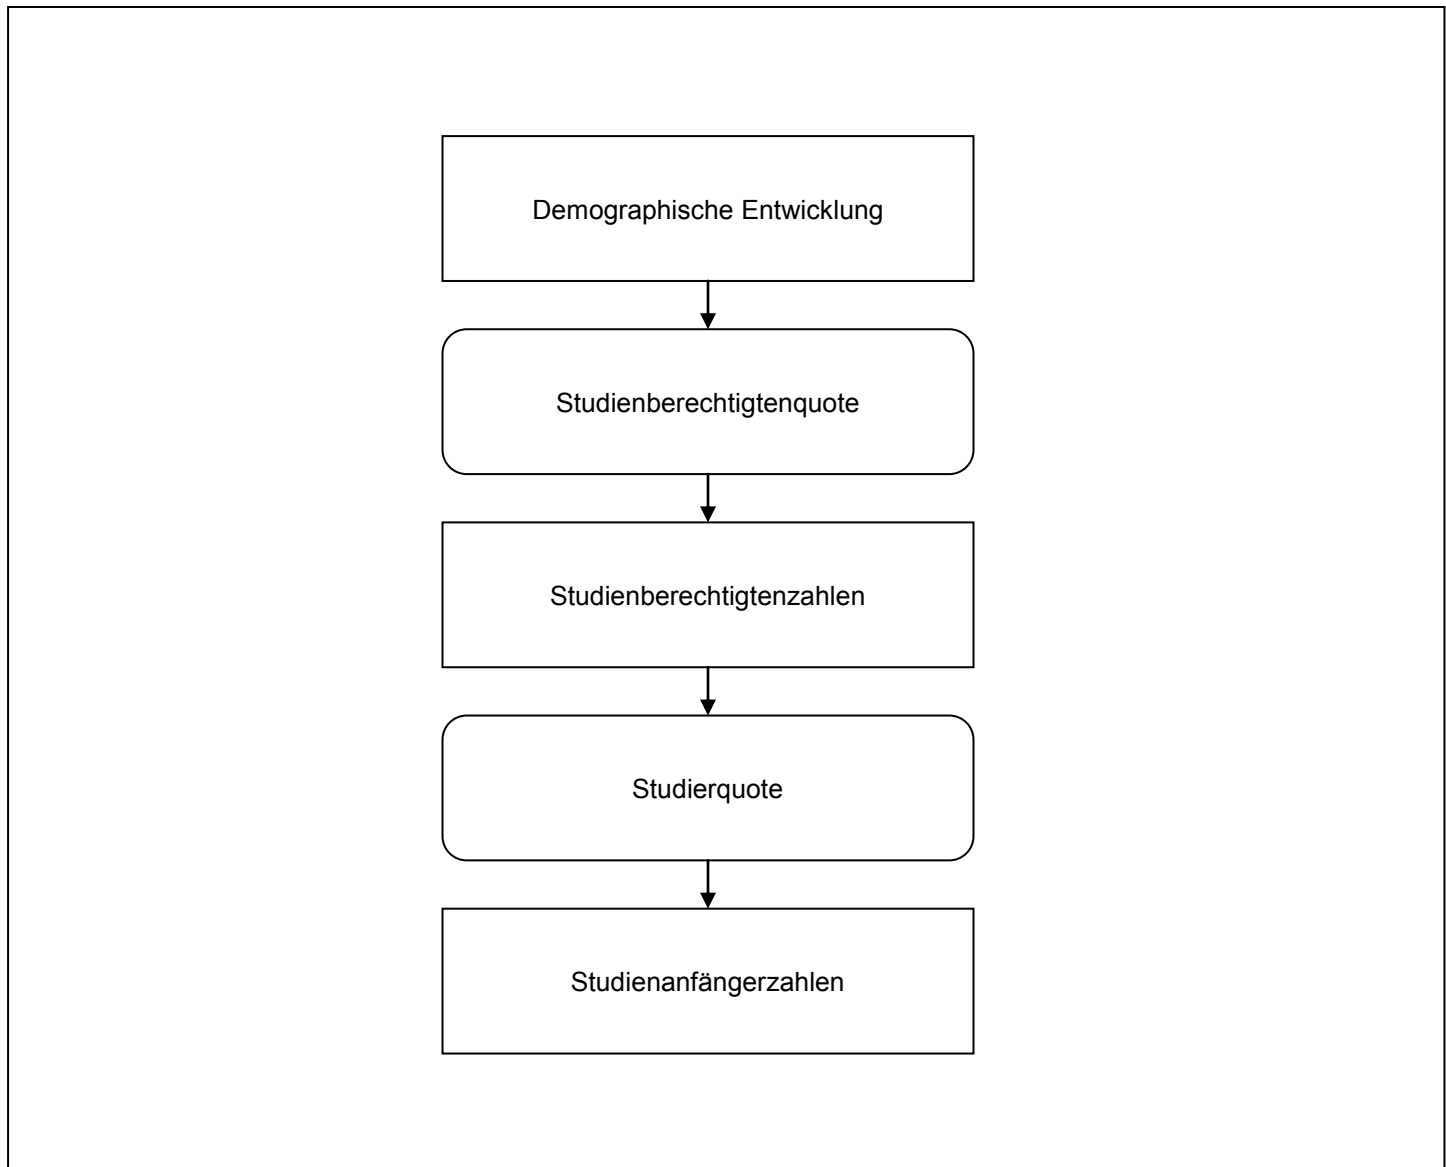 Demographische Entwicklung
Studienberechtigtenquote
Studienberechtigtenzahlen
Studierquote
Studienanfängerzahlen